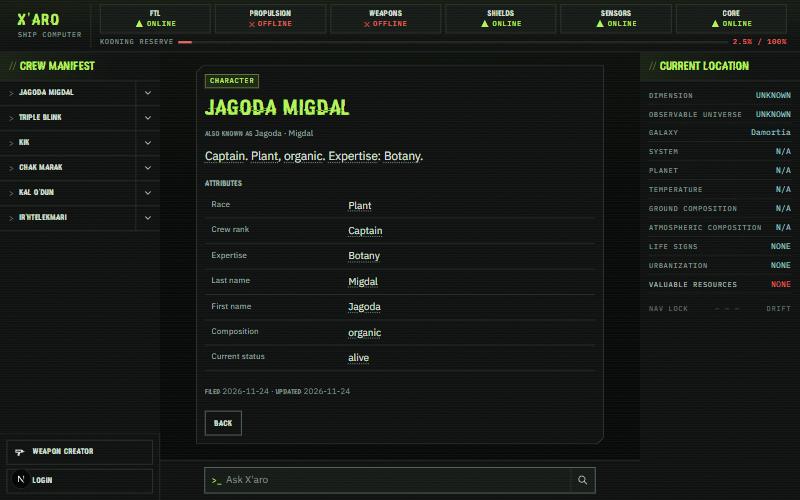 X'ARO
SHIP COMPUTER
FTL
ONLINE
PROPULSION
OFFLINE
WEAPONS
OFFLINE
SHIELDS
ONLINE
SENSORS
ONLINE
CORE
ONLINE
KODNING RESERVE
2.5% / 100%
// CREW MANIFEST
> JAGODA MIGDAL
> TRIPLE BLINK
> KIK
> CHAK MARAK
> KAL O'DUN
> IR'HTELEKMARI
WEAPON CREATOR
N LOGIN
CHARACTER
JAGODA MIGDAL
ALSO KNOWN AS Jagoda · Migdal
Captain. Plant, organic. Expertise: Botany.
ATTRIBUTES
Race Plant
Crew rank Captain
Expertise Botany
Last name Migdal
First name Jagoda
Composition organic
Current status alive
FILED 2026-11-24 · UPDATED 2026-11-24
BACK
>_ Ask X'aro
// CURRENT LOCATION
DIMENSION UNKNOWN
OBSERVABLE UNIVERSE UNKNOWN
GALAXY Damortia
SYSTEM N/A
PLANET N/A
TEMPERATURE N/A
GROUND COMPOSITION N/A
ATMOSPHERIC COMPOSITION N/A
LIFE SIGNS NONE
URBANIZATION NONE
VALUABLE RESOURCES NONE
NAV LOCK — — — DRIFT